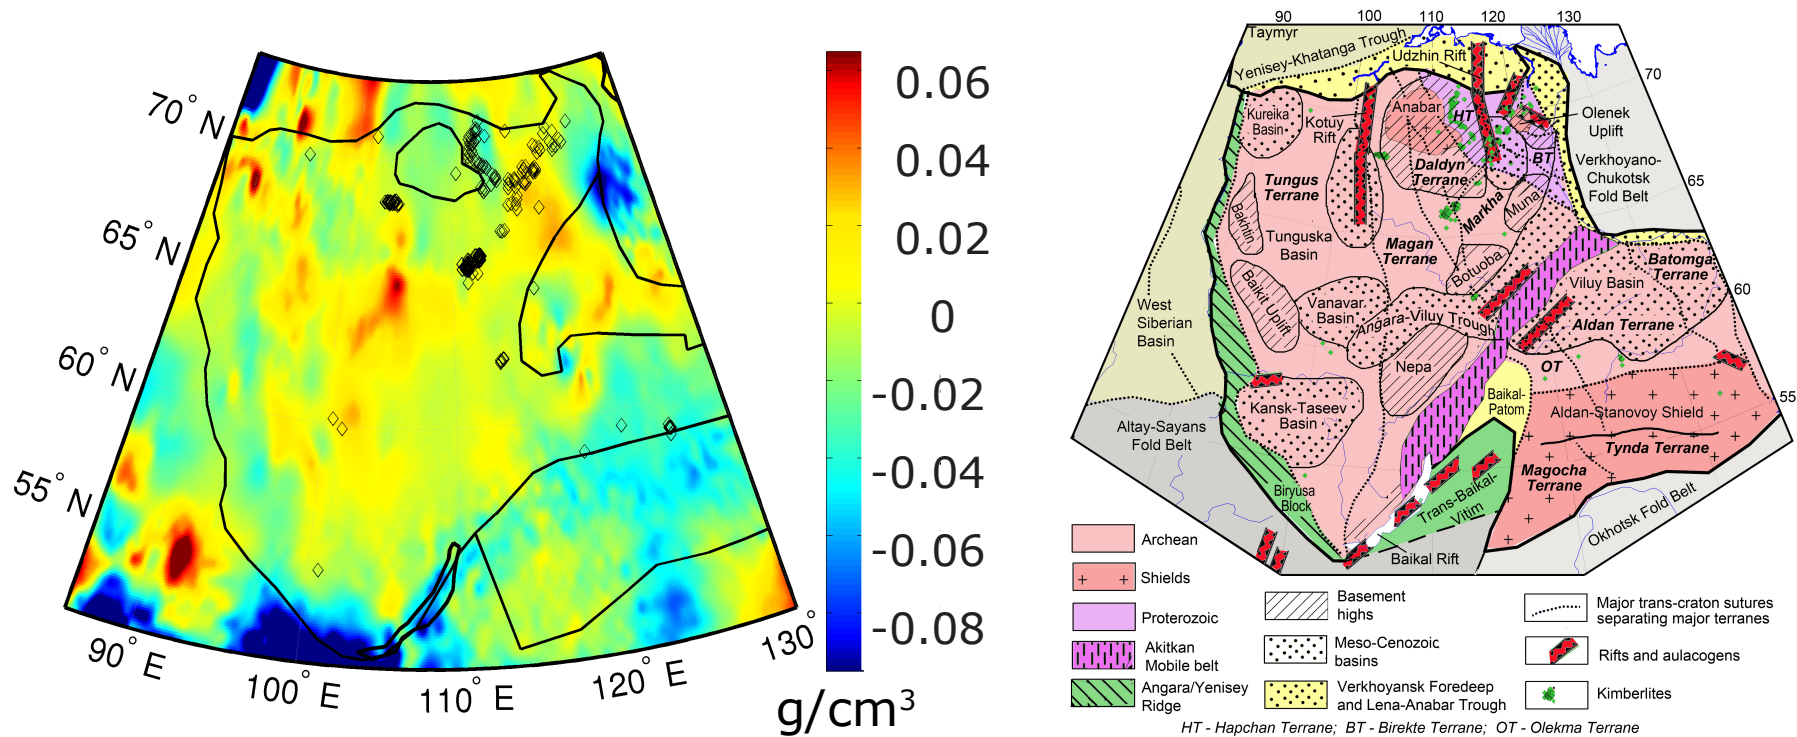 70° N
65° N
60° N
55° N
90° E
100° E
110° E
120° E
130°
0.06
0.04
0.02
0
-0.02
-0.04
-0.06
-0.08
g/cm³
90
100
110
120
130
70
65
60
55
Taymyr
Yenisey-Khatanga Trough
Udzhin Rift
Kureika
Basin
Kotuy
Rift
Anabar
HT
Olenek
Uplift
BT
Verkhoyano-
Chukotsk
Fold Belt
Daldyn
Terrane
Tungus
Terrane
Markha
Muna
Bakhtin
Tunguska
Basin
Magan
Terrane
Botuoba
Batomga
Terrane
Viluy Basin
Baikit Uplift
Vanavar
Basin
Angara-Viluy Trough
Aldan Terrane
West
Siberian
Basin
Nepa
OT
Baikal-
Patom
Kansk-Taseev
Basin
Aldan-Stanovoy Shield
Tynda Terrane
Altay-Sayans
Fold Belt
Magocha
Terrane
Biryusa
Block
Trans-Baikal-
Vitim
Okhotsk Fold Belt
Baikal Rift
Archean
Shields
Proterozoic
Akitkan
Mobile belt
Angara/Yenisey
Ridge
Basement
highs
Meso-Cenozoic
basins
Verkhoyansk Foredeep
and Lena-Anabar Trough
Major trans-craton sutures
separating major terranes
Rifts and aulacogens
Kimberlites
HT - Hapchan Terrane; BT - Birekte Terrane; OT - Olekma Terrane